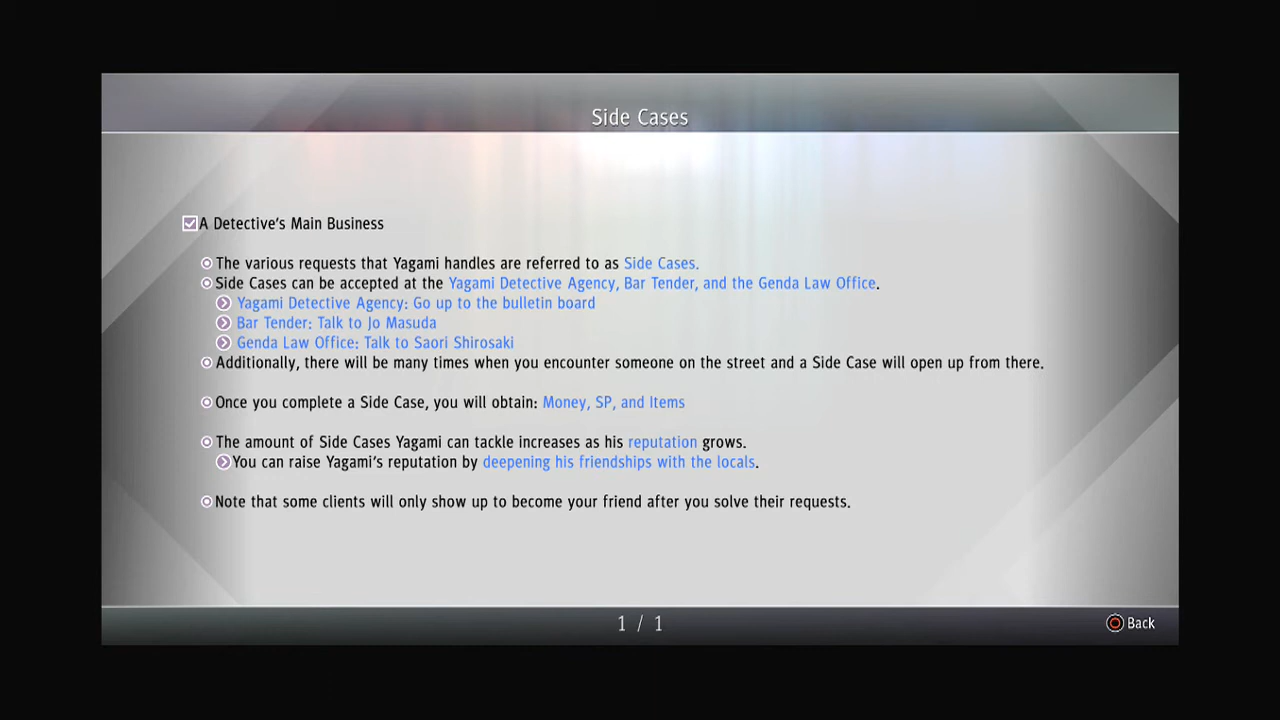 Side Cases
A Detective's Main Business
The various requests that Yagami handles are referred to as Side Cases.
Side Cases can be accepted at the Yagami Detective Agency, Bar Tender, and the Genda Law Office.
Yagami Detective Agency: Go up to the bulletin board
Bar Tender: Talk to Jo Masuda
Genda Law Office: Talk to Saori Shirosaki
Additionally, there will be many times when you encounter someone on the street and a Side Case will open up from there.
Once you complete a Side Case, you will obtain: Money, SP, and Items
The amount of Side Cases Yagami can tackle increases as his reputation grows.
You can raise Yagami's reputation by deepening his friendships with the locals.
Note that some clients will only show up to become your friend after you solve their requests.
1 / 1
Back